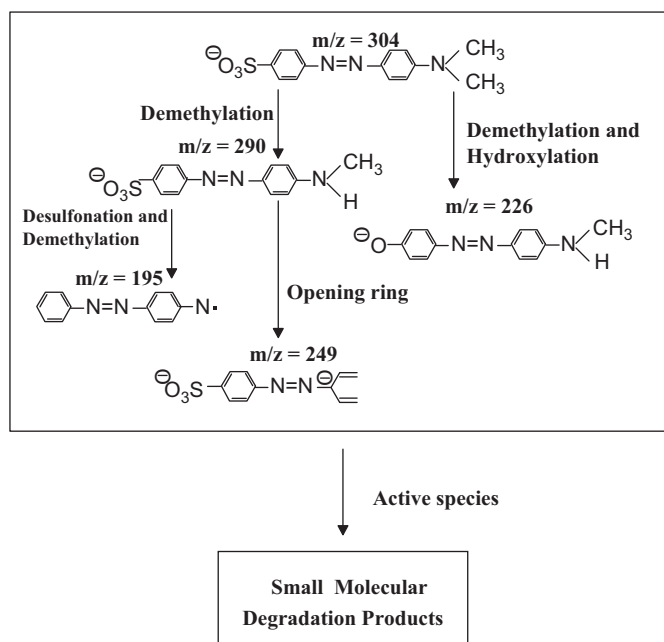 m/z = 304
⊖O3S N=N N CH3
CH3
Demethylation
Demethylation and
Hydroxylation
m/z = 290
⊖O3S N=N N CH3
H
Desulfonation and
Demethylation
m/z = 226
⊖O N=N N CH3
H
m/z = 195
N=N N·
Opening ring
m/z = 249
⊖O3S N=N ⊖
Active species
Small Molecular
Degradation Products